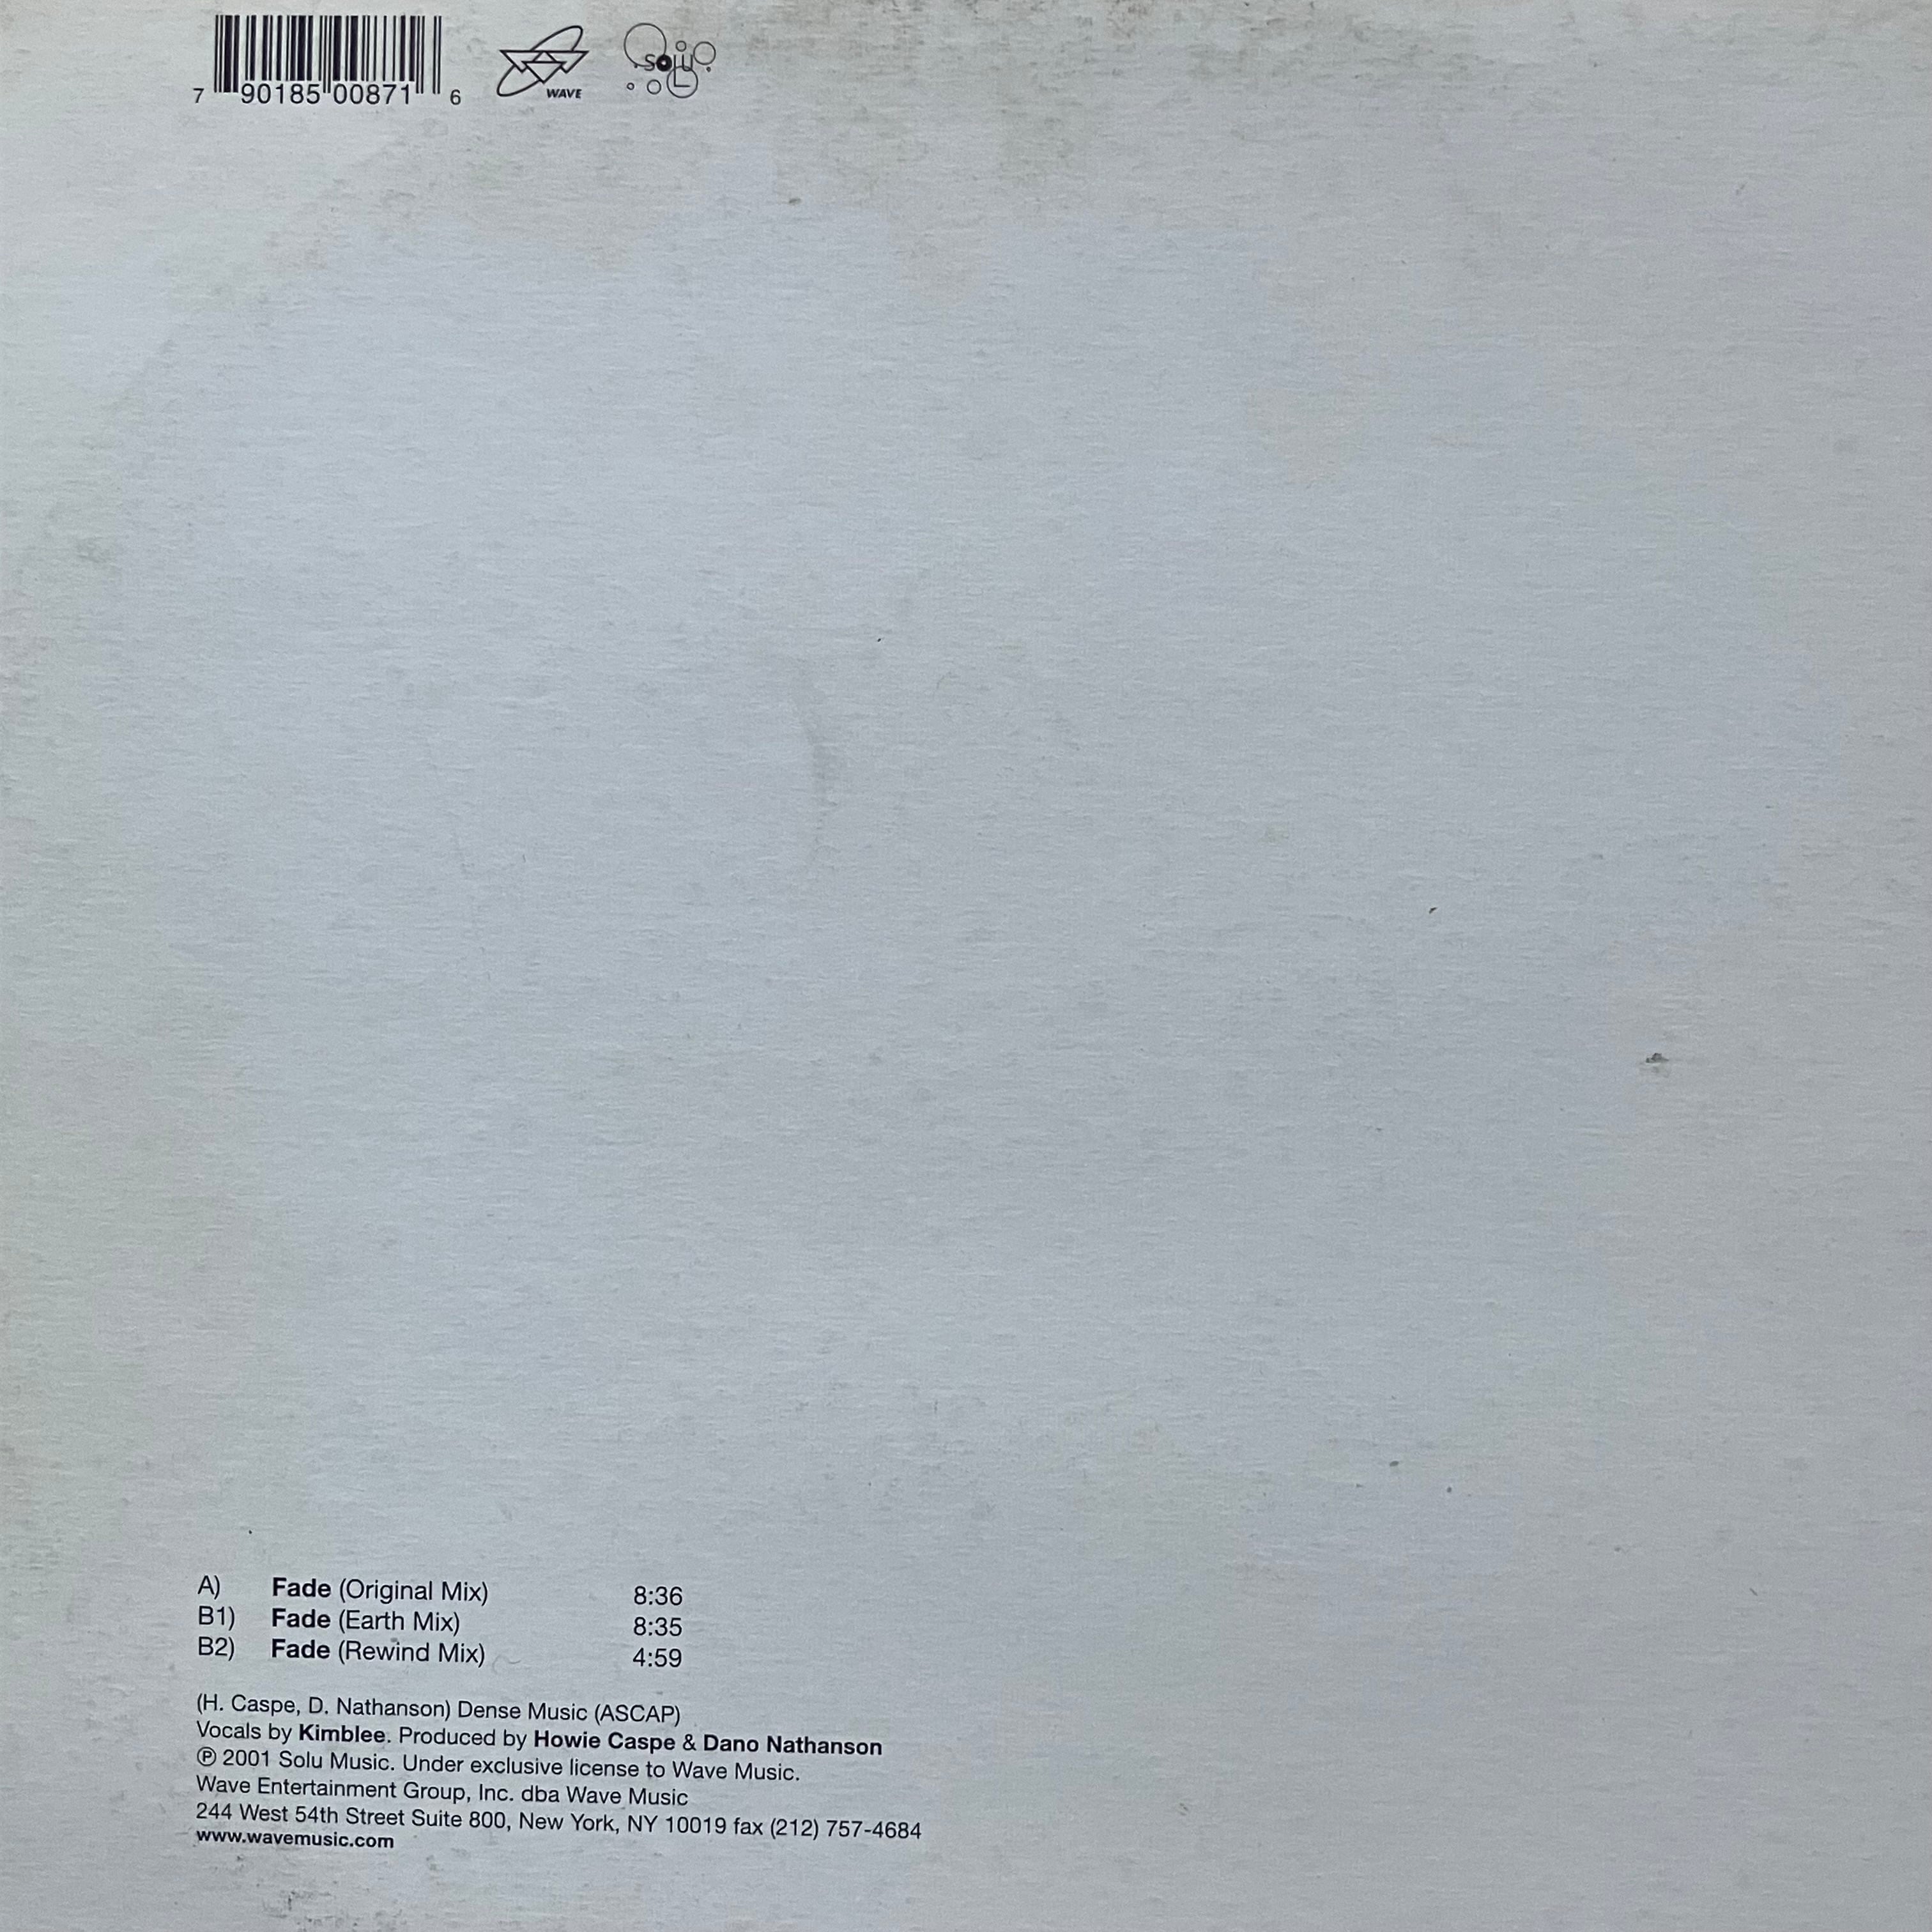 7 90185 00871 6
WAVE
solu
A) Fade (Original Mix) 8:36
B1) Fade (Earth Mix) 8:35
B2) Fade (Rewind Mix) 4:59
(H. Caspe, D. Nathanson) Dense Music (ASCAP)
Vocals by Kimblee. Produced by Howie Caspe & Dano Nathanson
℗ 2001 Solu Music. Under exclusive license to Wave Music.
Wave Entertainment Group, Inc. dba Wave Music
244 West 54th Street Suite 800, New York, NY 10019 fax (212) 757-4684
www.wavemusic.com